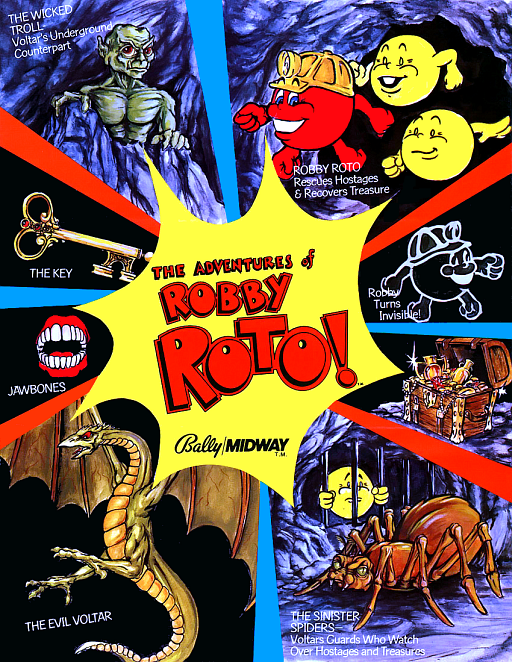 THE WICKED
TROLL
Voltar's Underground
Counterpart
ROBBY ROTO
Rescues Hostages
& Recovers Treasure
THE KEY
Robby
Turns
Invisible!
THE ADVENTURES of
ROBBY
ROTO!
TM
JAWBONES
Bally/MIDWAY
T.M.
THE EVIL VOLTAR
THE SINISTER
SPIDERS—
Voltars Guards Who Watch
Over Hostages and Treasures